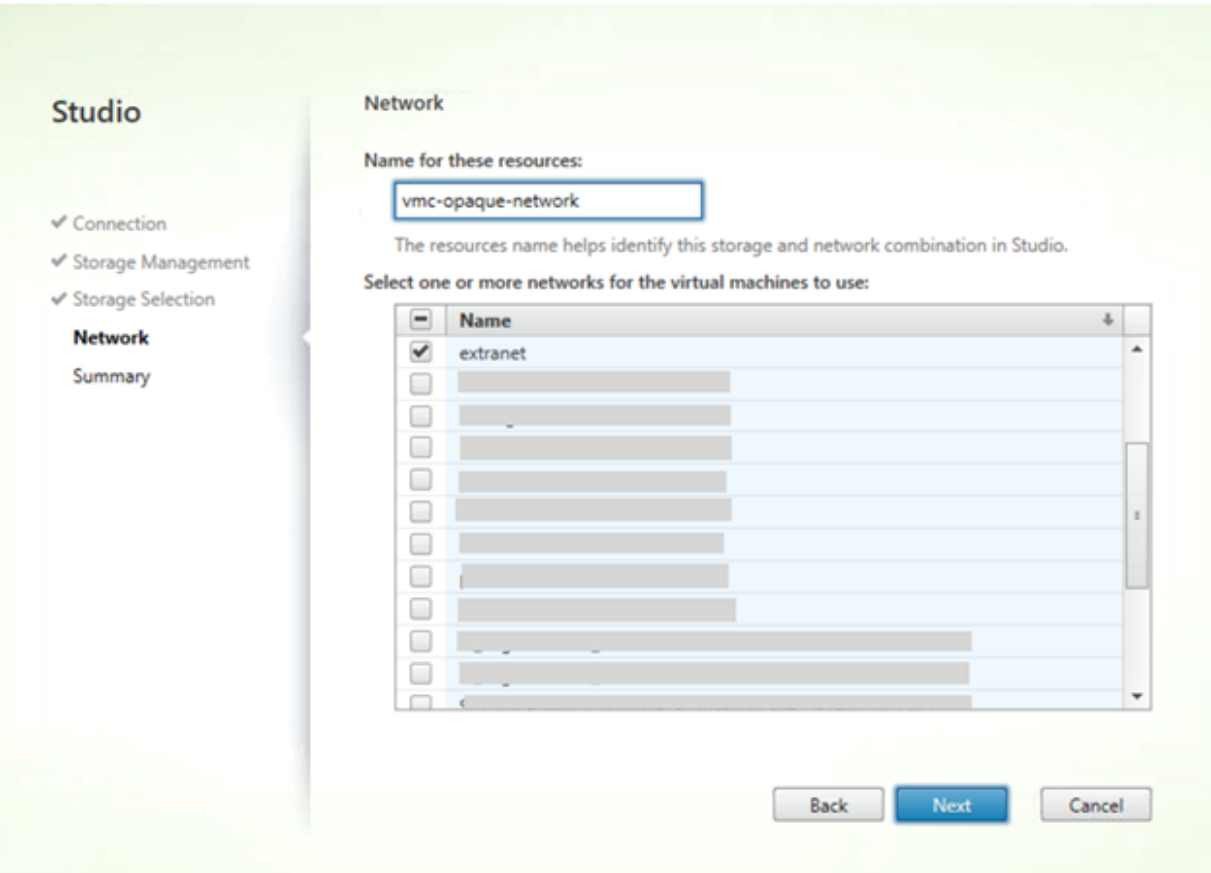 Studio
Connection
Storage Management
Storage Selection
Network
Summary
Network
Name for these resources:
vmc-opaque-network
The resources name helps identify this storage and network combination in Studio.
Select one or more networks for the virtual machines to use:
Name
extranet
Back
Next
Cancel